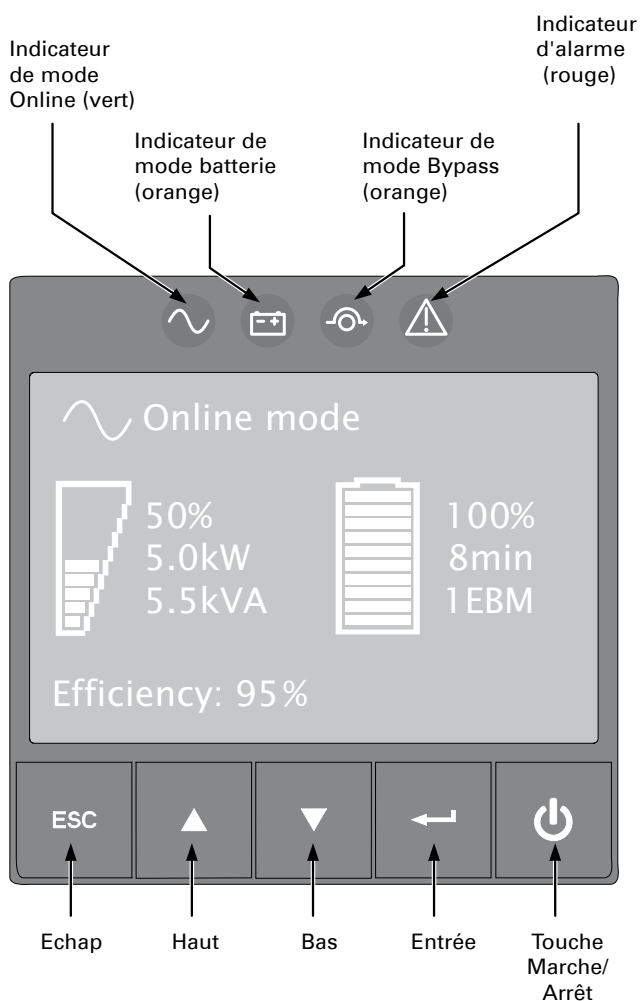 Indicateur
de mode
Online (vert)
Indicateur de
mode batterie
(orange)
Indicateur de
mode Bypass
(orange)
Indicateur
d'alarme
(rouge)
Online mode
50%
5.0kW
5.5kVA
100%
8min
1EBM
Efficiency: 95%
ESC
Echap
Haut
Bas
Entrée
Touche
Marche/
Arrêt